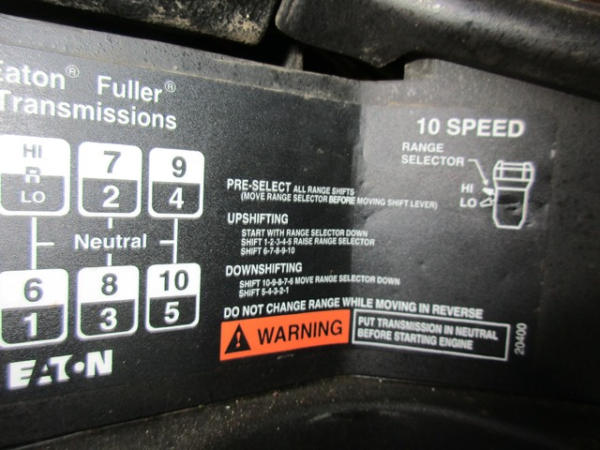 Eaton® Fuller®
Transmissions
10 SPEED
RANGE
SELECTOR
HI
LO
HI R LO
7 2
9 4
Neutral
6 1
8 3
10 5
PRE-SELECT ALL RANGE SHIFTS
(MOVE RANGE SELECTOR BEFORE MOVING SHIFT LEVER)
UPSHIFTING
START WITH RANGE SELECTOR DOWN
SHIFT 1-2-3-4-5 RAISE RANGE SELECTOR
SHIFT 6-7-8-9-10
DOWNSHIFTING
SHIFT 10-9-8-7-6 MOVE RANGE SELECTOR DOWN
SHIFT 5-4-3-2-1
DO NOT CHANGE RANGE WHILE MOVING IN REVERSE
WARNING
PUT TRANSMISSION IN NEUTRAL
BEFORE STARTING ENGINE
20400
EATON